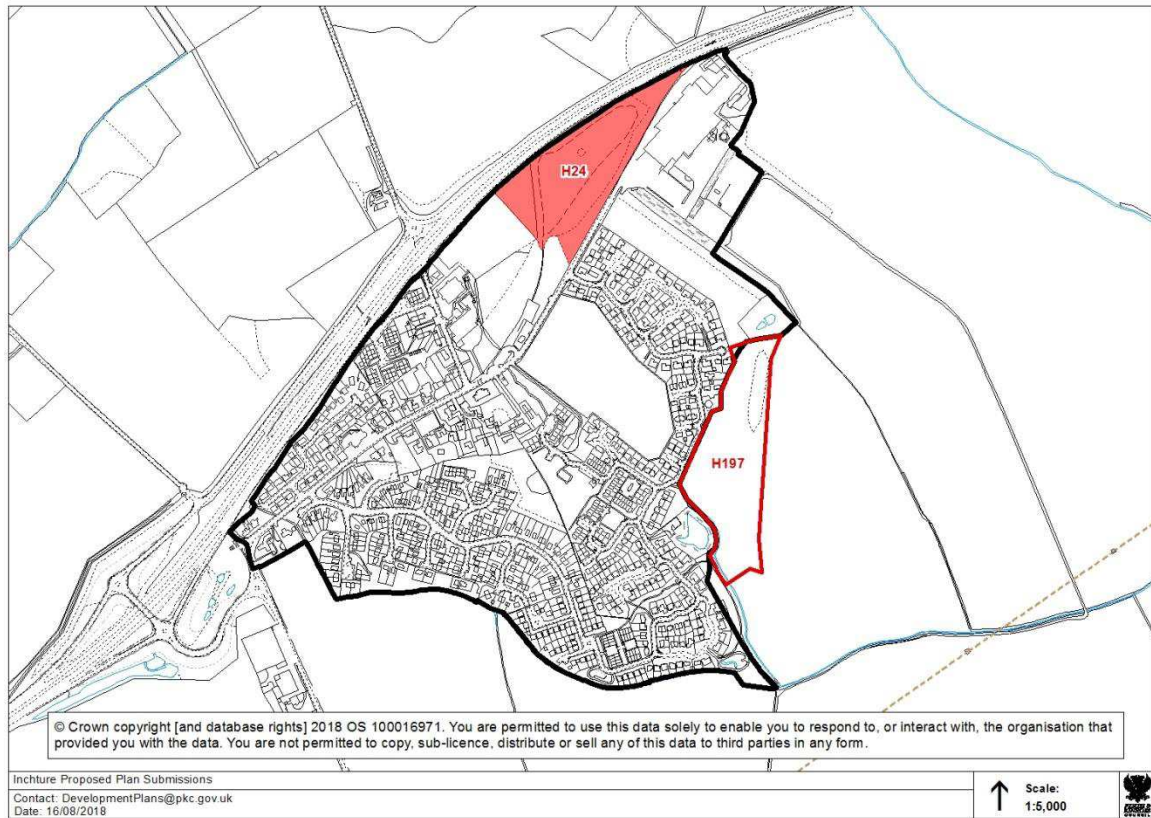 H24
H197
© Crown copyright [and database rights] 2018 OS 100016971. You are permitted to use this data solely to enable you to respond to, or interact with, the organisation that
provided you with the data. You are not permitted to copy, sub-licence, distribute or sell any of this data to third parties in any form.
Inchture Proposed Plan Submissions
Contact: DevelopmentPlans@pkc.gov.uk
Date: 16/08/2018
Scale:
1:5,000